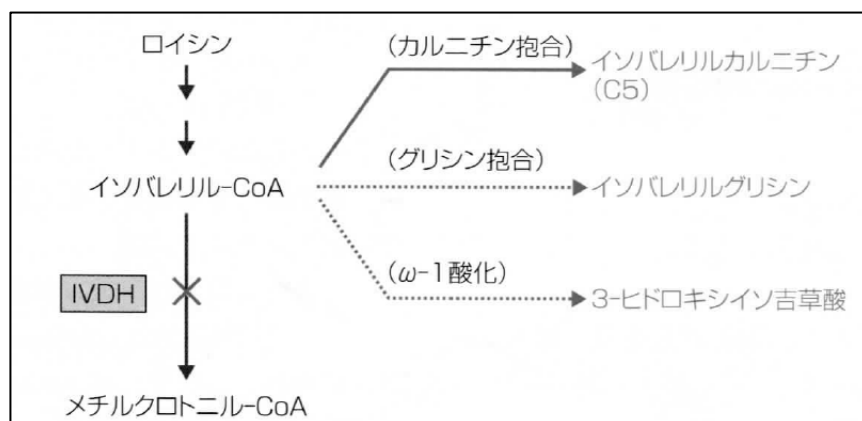 ロイシン
(カルニチン抱合)
イソバレリルカルニチン
(C5)
(グリシン抱合)
イソバレリル-CoA
イソバレリルグリシン
(ω-1酸化)
IVDH
3-ヒドロキシイソ吉草酸
メチルクロトニル-CoA